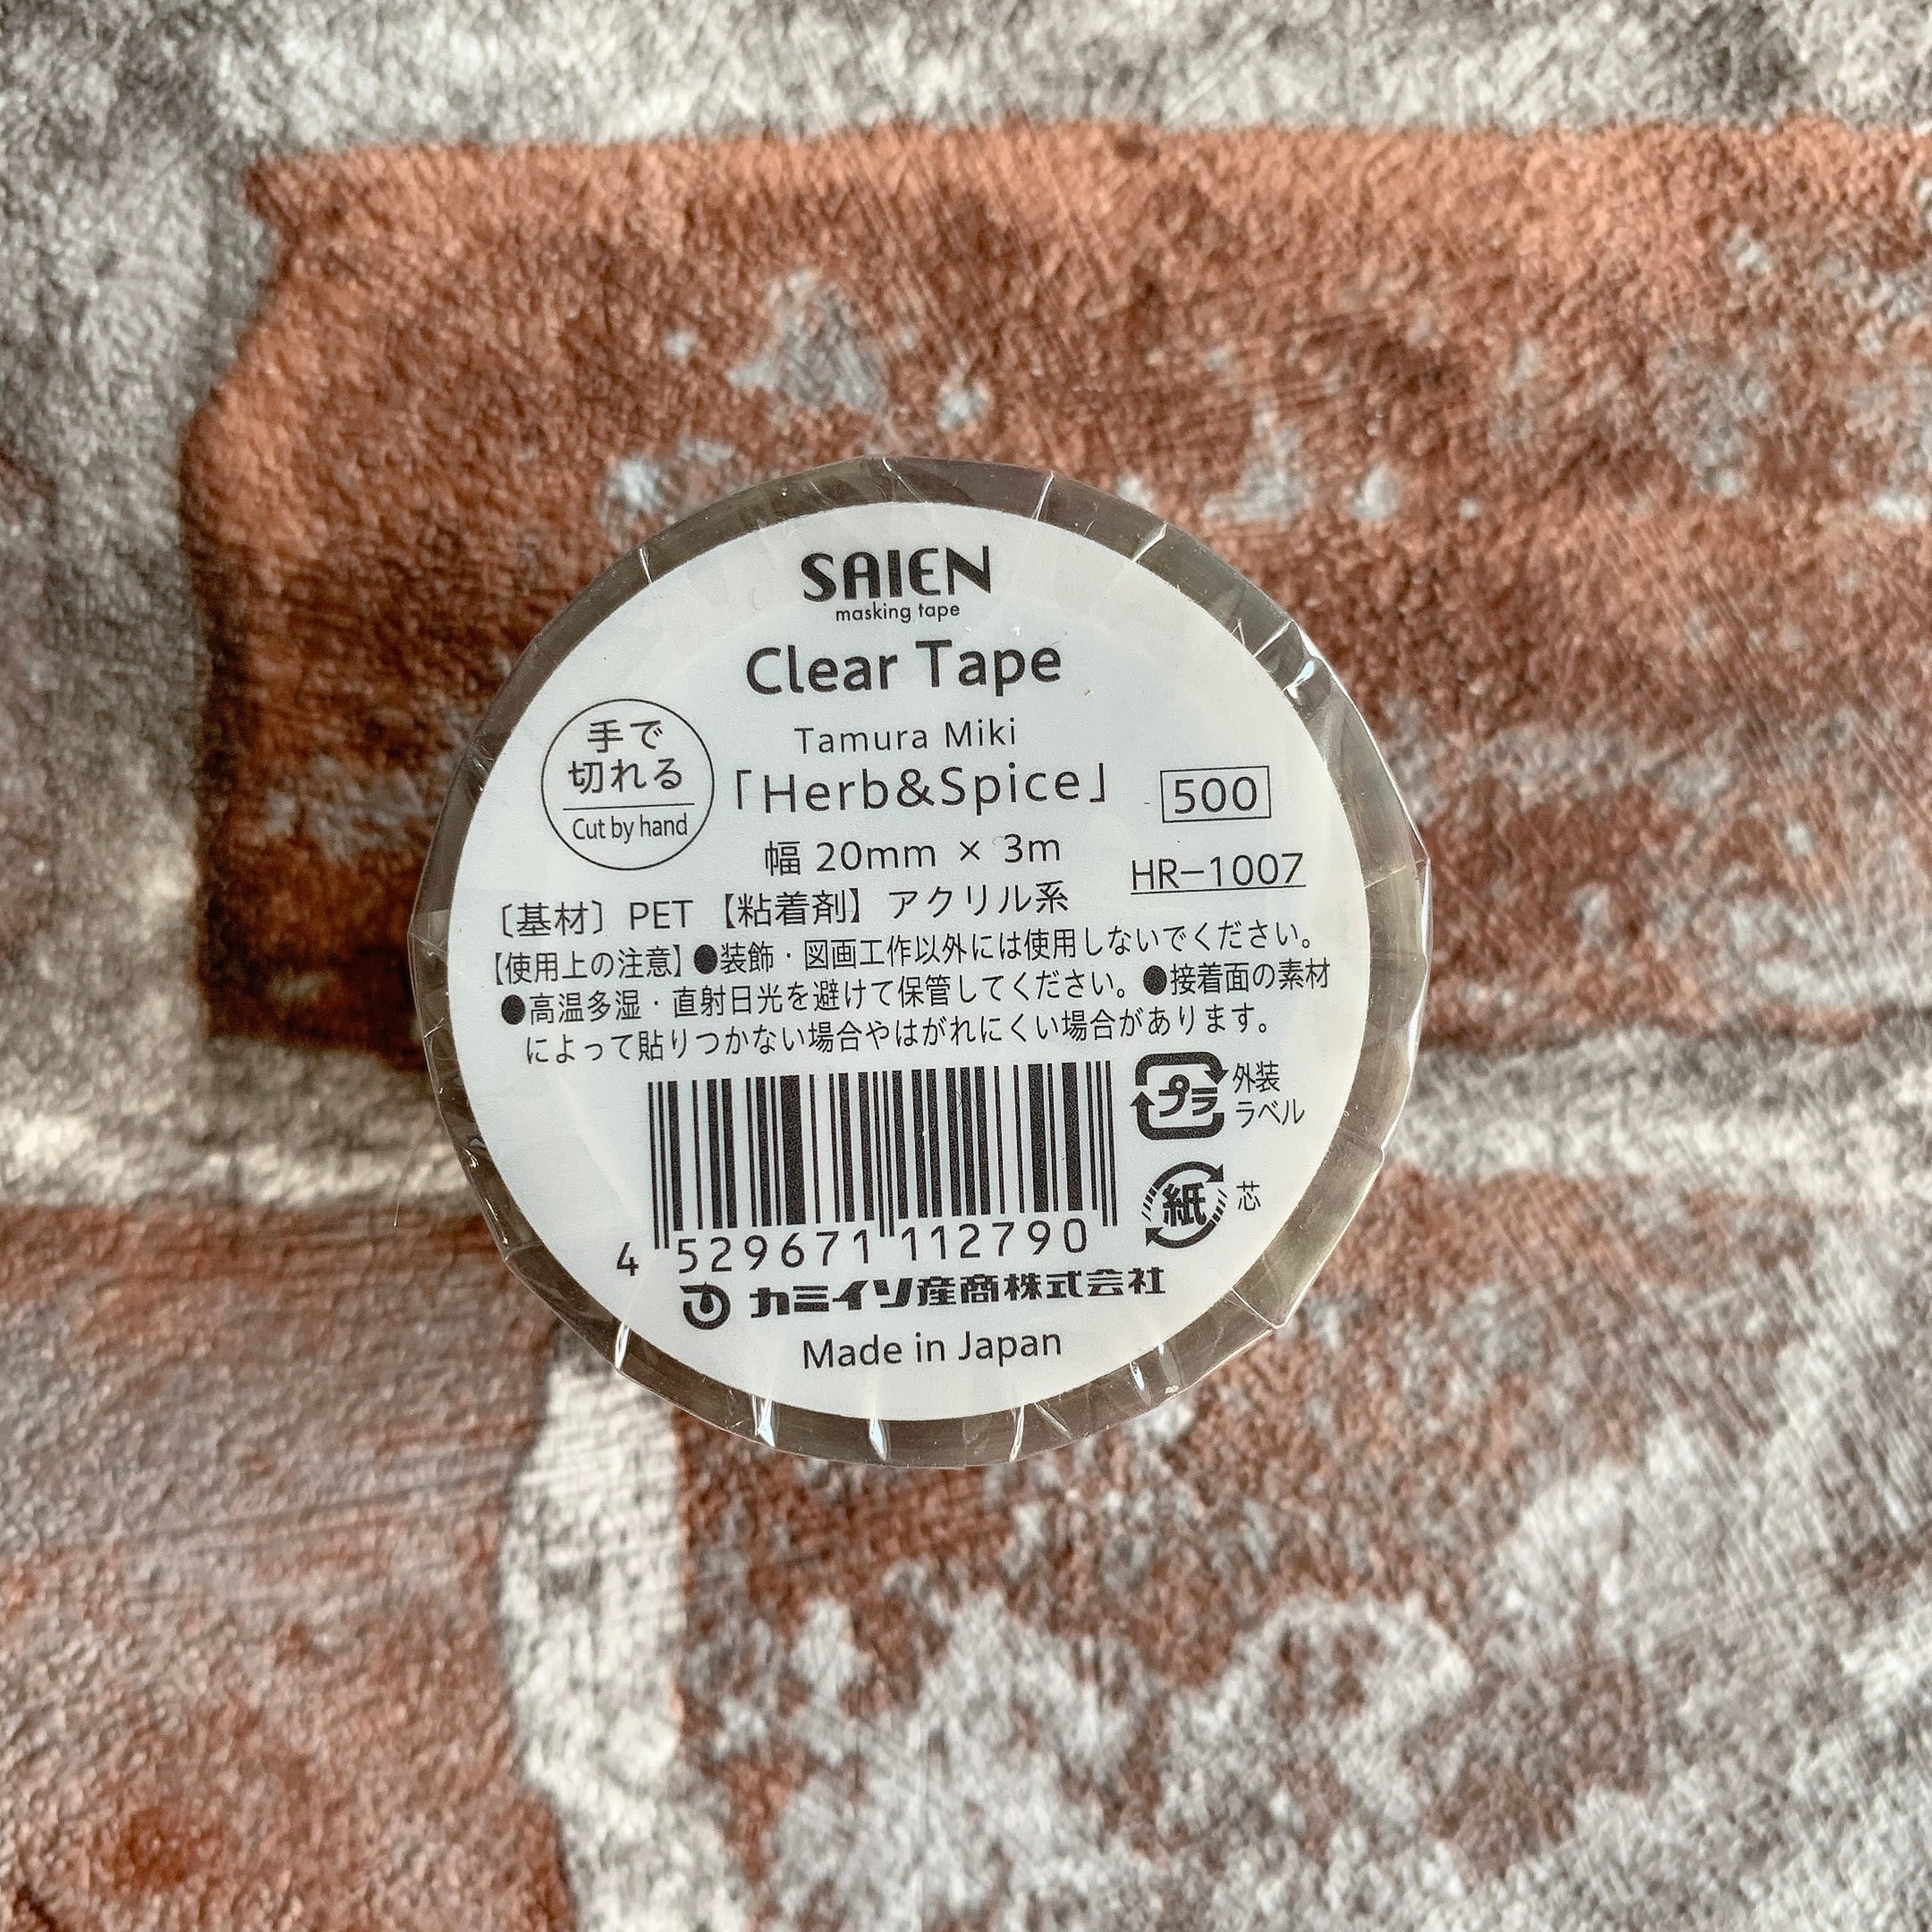 SAIEN
masking tape
Clear Tape
Tamura Miki
「Herb&Spice」
手で
切れる
Cut by hand
500
幅 20mm × 3m
HR-1007
〔基材〕PET【粘着剤】アクリル系
【使用上の注意】●装飾・図画工作以外には使用しないでください。
●高温多湿・直射日光を避けて保管してください。●接着面の素材
によって貼りつかない場合やはがれにくい場合があります。
プラ
外装
ラベル
紙
芯
4 529671 112790
カミイソ産商株式会社
Made in Japan